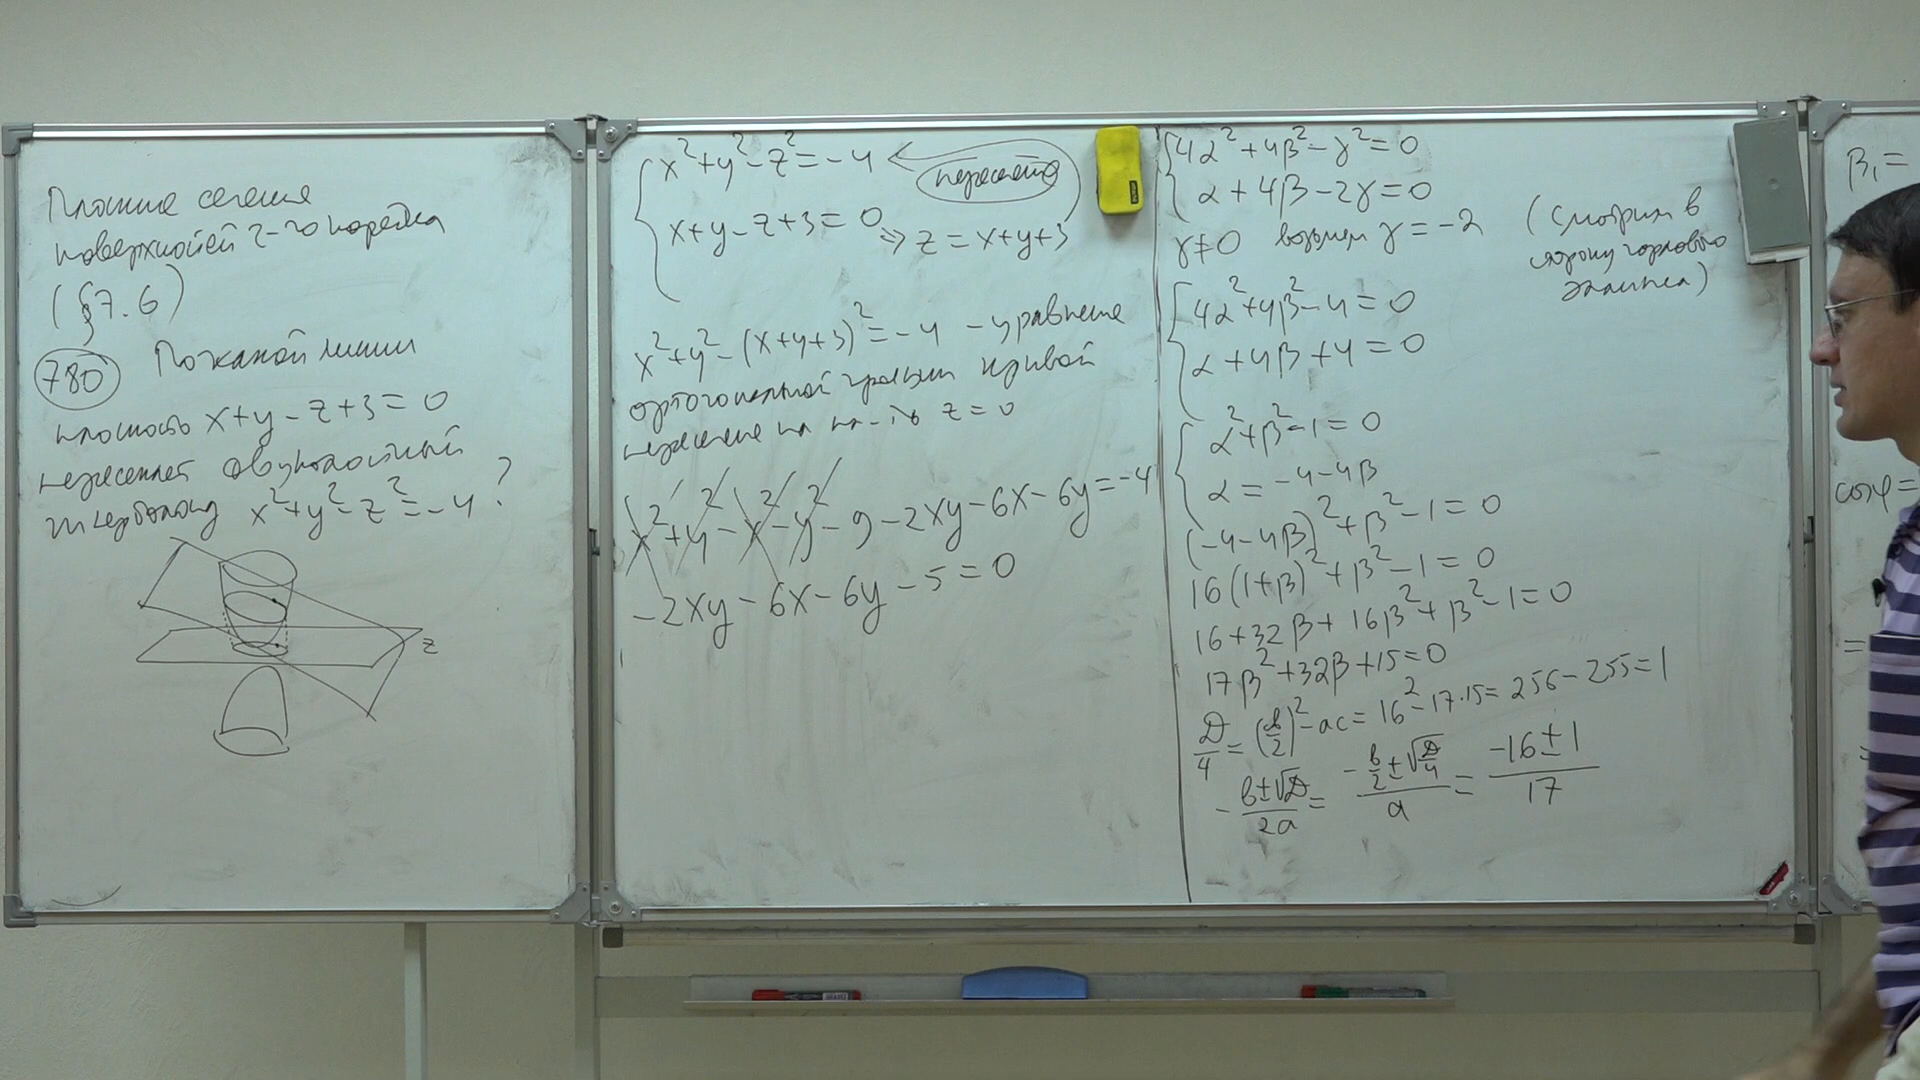 Плоские сечения
поверхностей 2-го порядка
(§7.6)
780 По какой линии
плоскость x+y-z+3=0
пересекает двуполостный
гиперболоид x²+y²-z²=-4?
z
x²+y²-z²=-4
пересечение
x+y-z+3=0 ⇒ z=x+y+3
x²+y²-(x+y+3)²=-4 - уравнение
ортогональной проекции кривой
пересечения на пл-ть z=0
x²+y²-x²-y²-9-2xy-6x-6y=-4
-2xy-6x-6y-5=0
4α²+4β²-γ²=0
α+4β-2γ=0
γ≠0 возьмем γ=-2
(смотрим в
сторону горлового
эллипса)
4α²+4β²-4=0
α+4β+4=0
α²+β²-1=0
α=-4-4β
(-4-4β)²+β²-1=0
16(1+β)²+β²-1=0
16+32β+16β²+β²-1=0
17β²+32β+15=0
D/4=(b/2)²-ac=16²-17·15=256-255=1
-b±√D/2a = -b/2±√D/4/a = -16±1/17
β₁=
cosφ=
=